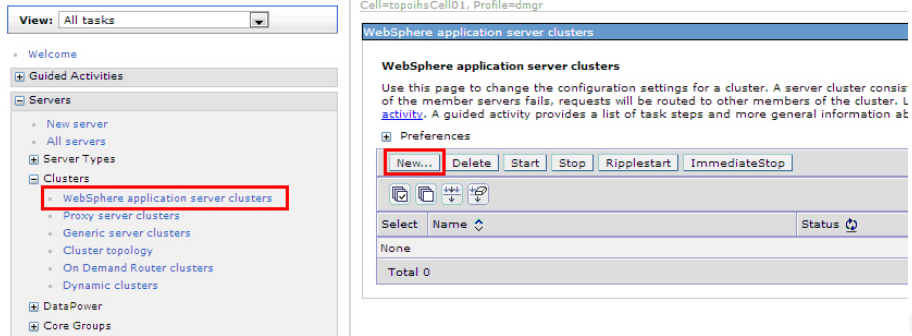 View: All tasks
Welcome
Guided Activities
Servers
New server
All servers
Server Types
Clusters
WebSphere application server clusters
Proxy server clusters
Generic server clusters
Cluster topology
On Demand Router clusters
Dynamic clusters
DataPower
Core Groups
Cell=topoihsCell01, Profile=dmgr
WebSphere application server clusters
WebSphere application server clusters
Use this page to change the configuration settings for a cluster. A server cluster consis
of the member servers fails, requests will be routed to other members of the cluster. L
activity. A guided activity provides a list of task steps and more general information ab
Preferences
New... Delete Start Stop Ripplestart ImmediateStop
Select Name Status
None
Total 0